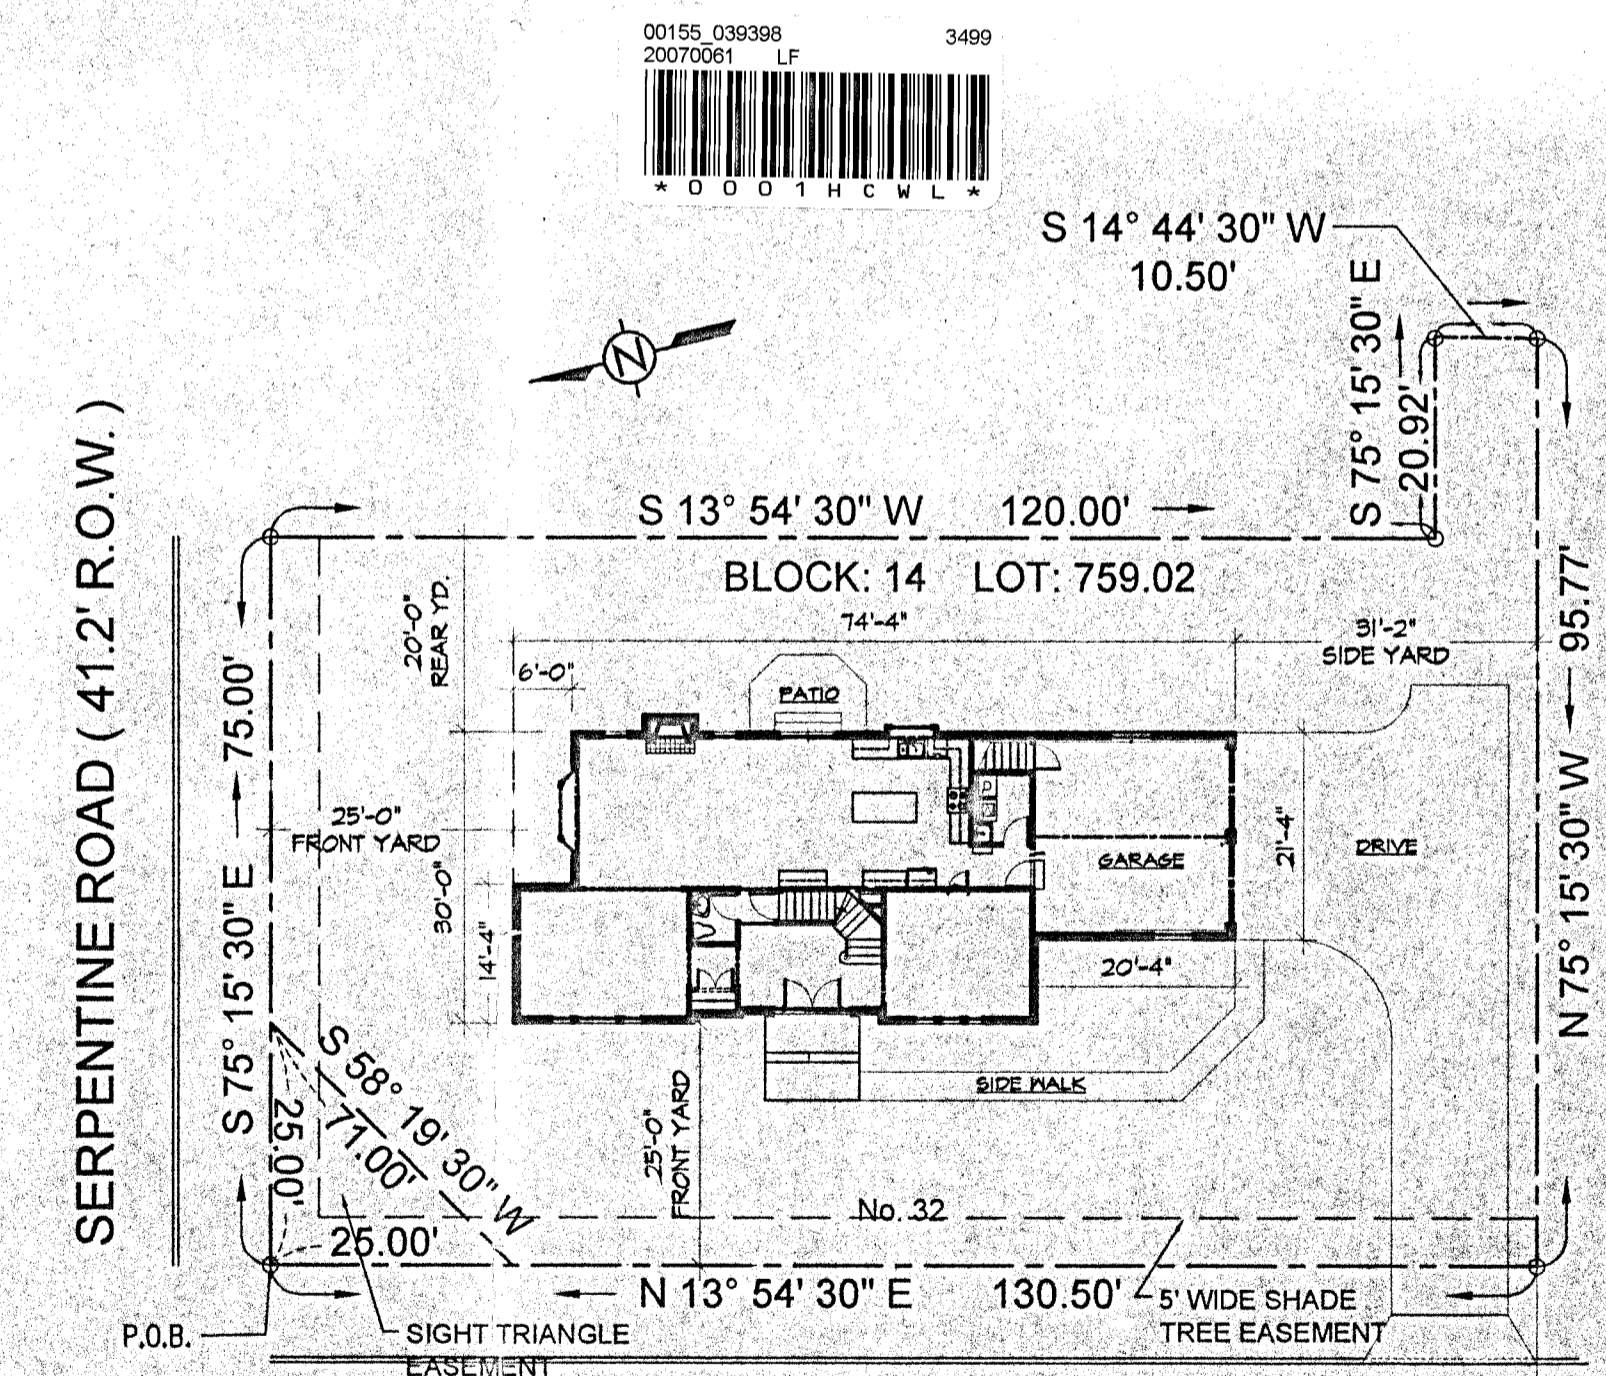 00155_039398 3499
20070061 LF
*0001HCWL*
S 14° 44' 30" W
10.50'
S 75° 15' 30" E
20.92'
N
SERPENTINE ROAD ( 41.2' R.O.W. )
S 13° 54' 30" W 120.00'
BLOCK: 14 LOT: 759.02
74'-4"
31'-2"
SIDE YARD
20'-0"
REAR YD.
6'-0"
PATIO
S 75° 15' 30" E 75.00'
N 75° 15' 30" W 95.77'
25'-0"
FRONT YARD
30'-0"
14'-4"
GARAGE
21'-4"
DRIVE
20'-4"
SIDE WALK
S 58° 19' 30" W
71.00'
25.00'
25.00'
25'-0"
FRONT YARD
No. 32
N 13° 54' 30" E 130.50'
5' WIDE SHADE
TREE EASEMENT
P.O.B.
SIGHT TRIANGLE
EASEMENT